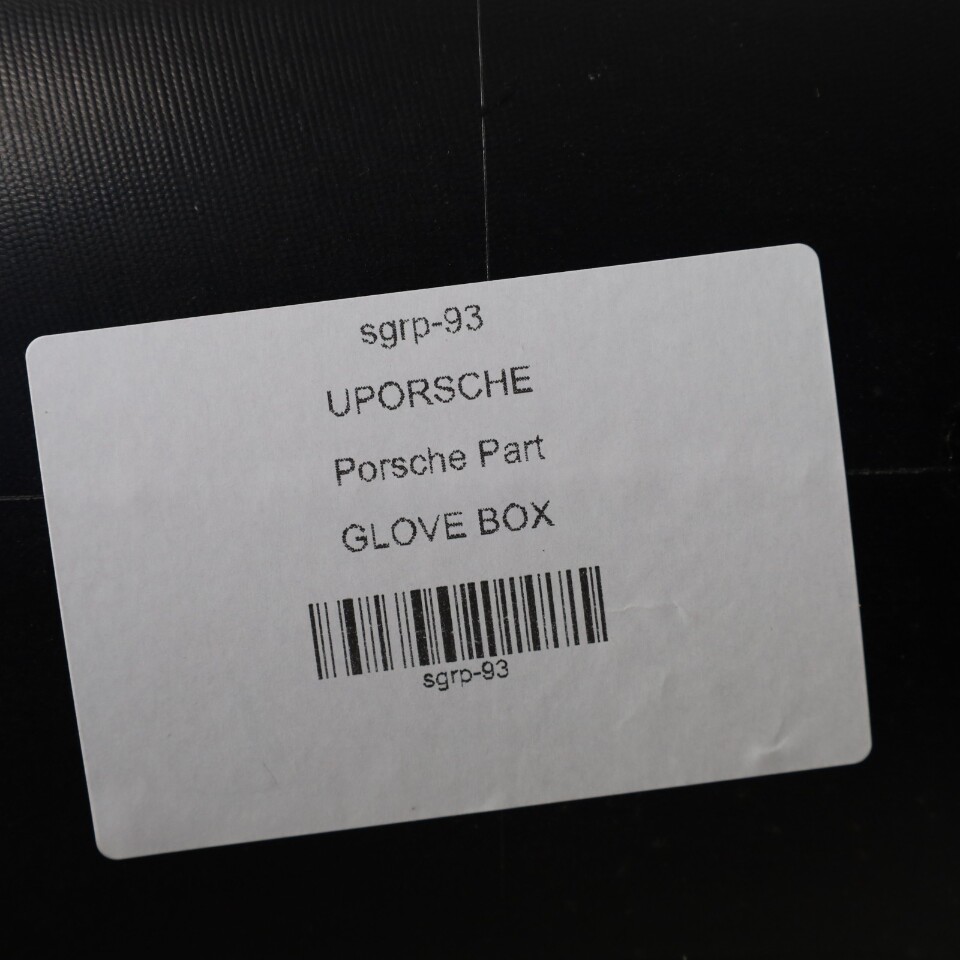 sgrp-93
UPORSCHE
Porsche Part
GLOVE BOX
sgrp-93